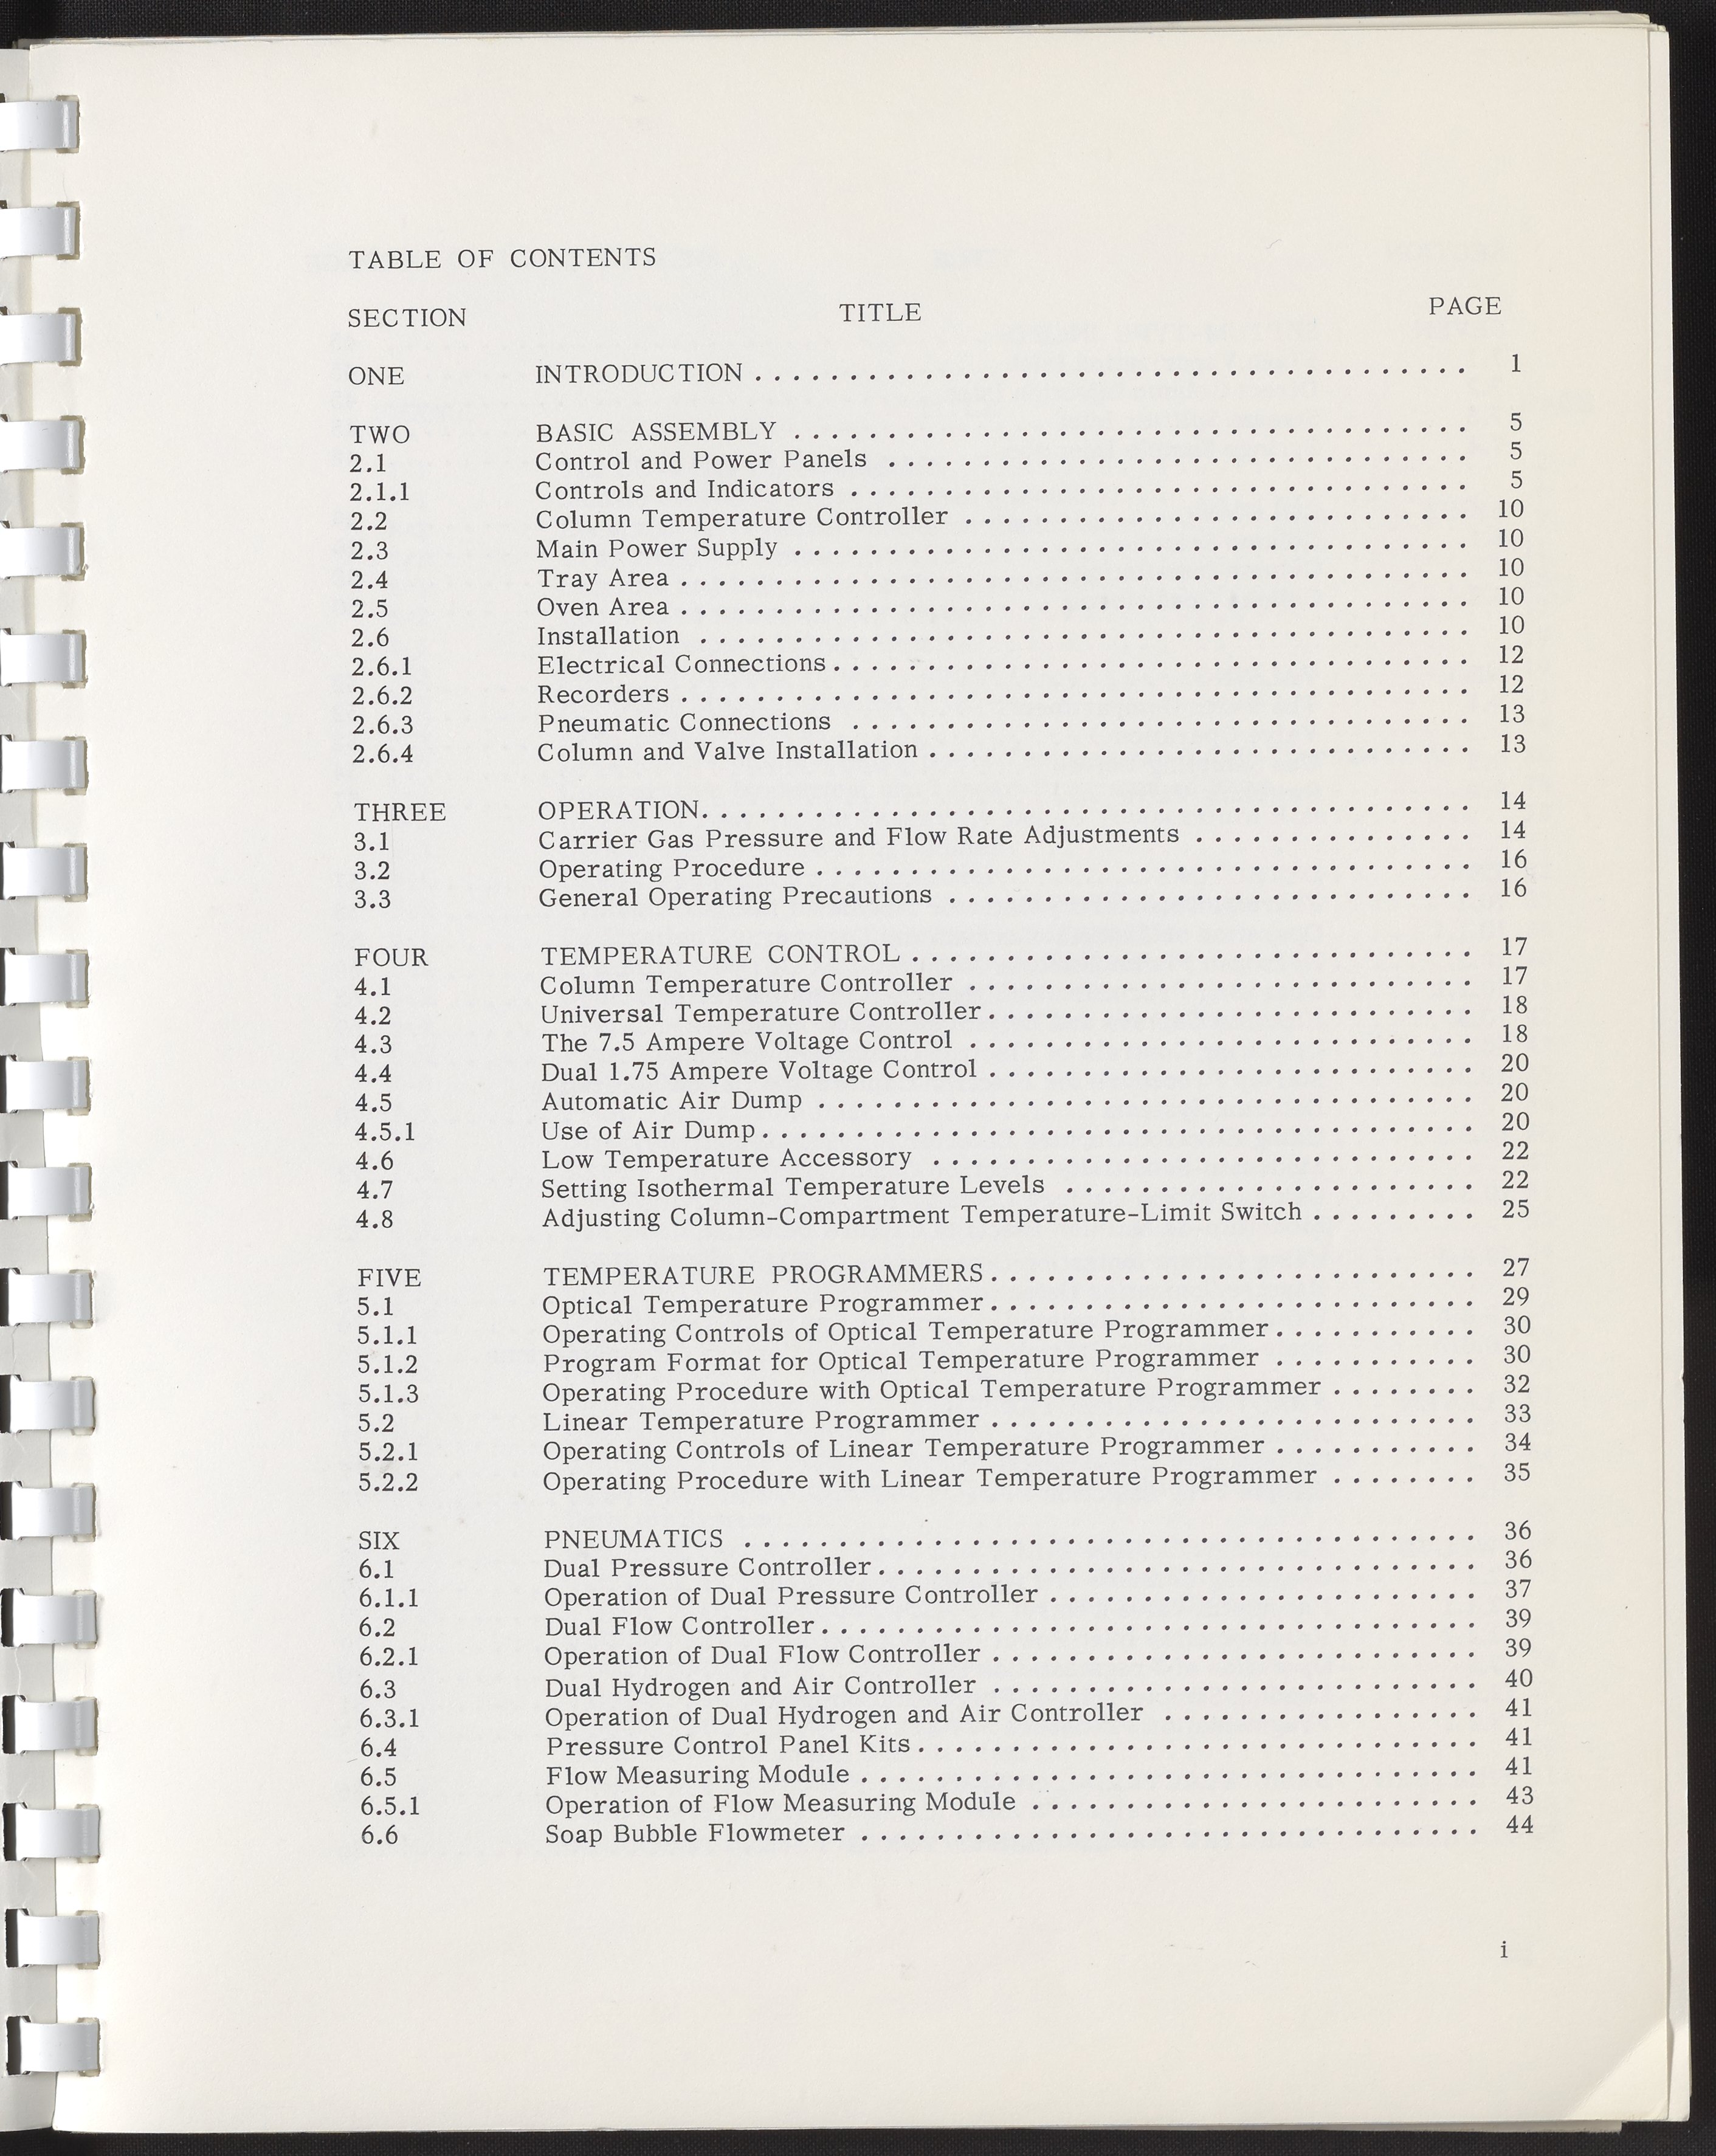 TABLE OF CONTENTS
SECTION TITLE PAGE
ONE INTRODUCTION . . . . . . . . . . 1
TWO BASIC ASSEMBLY . . . . . . . . . . 5
2.1 Control and Power Panels . . . . . . . . . . 5
2.1.1 Controls and Indicators . . . . . . . . . . 5
2.2 Column Temperature Controller . . . . . . . . . . 10
2.3 Main Power Supply . . . . . . . . . . 10
2.4 Tray Area . . . . . . . . . . 10
2.5 Oven Area . . . . . . . . . . 10
2.6 Installation . . . . . . . . . . 10
2.6.1 Electrical Connections . . . . . . . . . . 12
2.6.2 Recorders . . . . . . . . . . 12
2.6.3 Pneumatic Connections . . . . . . . . . . 13
2.6.4 Column and Valve Installation . . . . . . . . . . 13
THREE OPERATION . . . . . . . . . . 14
3.1 Carrier Gas Pressure and Flow Rate Adjustments . . . . . . . . . . 14
3.2 Operating Procedure . . . . . . . . . . 16
3.3 General Operating Precautions . . . . . . . . . . 16
FOUR TEMPERATURE CONTROL . . . . . . . . . . 17
4.1 Column Temperature Controller . . . . . . . . . . 17
4.2 Universal Temperature Controller . . . . . . . . . . 18
4.3 The 7.5 Ampere Voltage Control . . . . . . . . . . 18
4.4 Dual 1.75 Ampere Voltage Control . . . . . . . . . . 20
4.5 Automatic Air Dump . . . . . . . . . . 20
4.5.1 Use of Air Dump . . . . . . . . . . 20
4.6 Low Temperature Accessory . . . . . . . . . . 22
4.7 Setting Isothermal Temperature Levels . . . . . . . . . . 22
4.8 Adjusting Column-Compartment Temperature-Limit Switch . . . . . . . . . 25
FIVE TEMPERATURE PROGRAMMERS . . . . . . . . . . 27
5.1 Optical Temperature Programmer . . . . . . . . . . 29
5.1.1 Operating Controls of Optical Temperature Programmer . . . . . . . . . . 30
5.1.2 Program Format for Optical Temperature Programmer . . . . . . . . . . 30
5.1.3 Operating Procedure with Optical Temperature Programmer . . . . . . . . 32
5.2 Linear Temperature Programmer . . . . . . . . . . 33
5.2.1 Operating Controls of Linear Temperature Programmer . . . . . . . . . . 34
5.2.2 Operating Procedure with Linear Temperature Programmer . . . . . . . . 35
SIX PNEUMATICS . . . . . . . . . . 36
6.1 Dual Pressure Controller . . . . . . . . . . 36
6.1.1 Operation of Dual Pressure Controller . . . . . . . . . . 37
6.2 Dual Flow Controller . . . . . . . . . . 39
6.2.1 Operation of Dual Flow Controller . . . . . . . . . . 39
6.3 Dual Hydrogen and Air Controller . . . . . . . . . . 40
6.3.1 Operation of Dual Hydrogen and Air Controller . . . . . . . . . . 41
6.4 Pressure Control Panel Kits . . . . . . . . . . 41
6.5 Flow Measuring Module . . . . . . . . . . 41
6.5.1 Operation of Flow Measuring Module . . . . . . . . . . 43
6.6 Soap Bubble Flowmeter . . . . . . . . . . 44
i